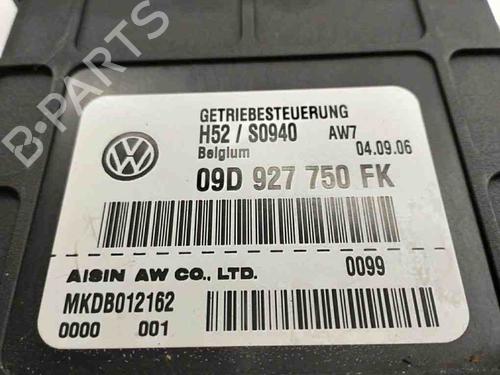 B-PARTS
GETRIEBESTEUERUNG
H52 / S0940 AW7
Belgium 04.09.06
09D 927 750 FK
AISIN AW CO., LTD. 0099
MKDB012162
0000 001